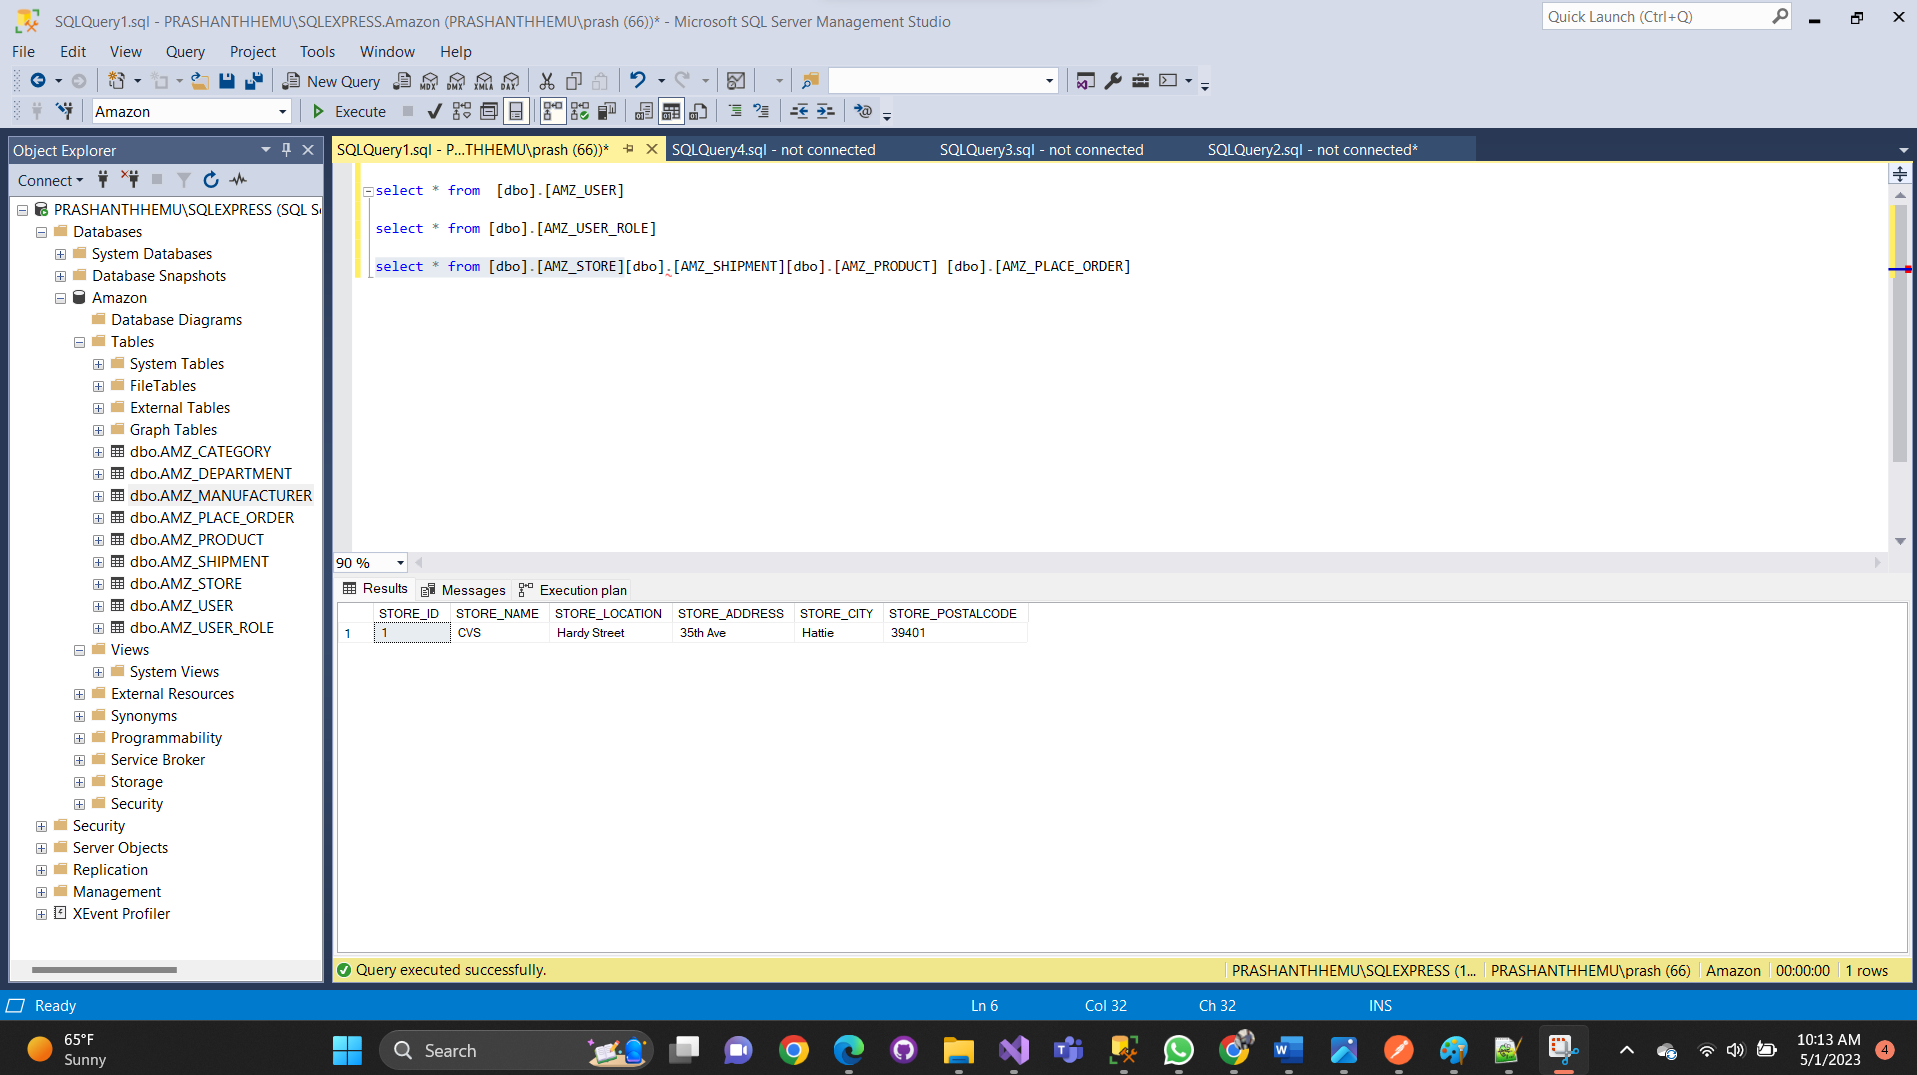 SQLQuery1.sql - PRASHANTHHEMU\SQLEXPRESS.Amazon (PRASHANTHHEMU\prash (66))* - Microsoft SQL Server Management Studio
Quick Launch (Ctrl+Q)
File Edit View Query Project Tools Window Help
New Query MDX DMX XMLA DAX
Amazon Execute
Object Explorer
Connect
PRASHANTHHEMU\SQLEXPRESS (SQL S
Databases
System Databases
Database Snapshots
Amazon
Database Diagrams
Tables
System Tables
FileTables
External Tables
Graph Tables
dbo.AMZ_CATEGORY
dbo.AMZ_DEPARTMENT
dbo.AMZ_MANUFACTURER
dbo.AMZ_PLACE_ORDER
dbo.AMZ_PRODUCT
dbo.AMZ_SHIPMENT
dbo.AMZ_STORE
dbo.AMZ_USER
dbo.AMZ_USER_ROLE
Views
System Views
External Resources
Synonyms
Programmability
Service Broker
Storage
Security
Security
Server Objects
Replication
Management
XEvent Profiler
SQLQuery1.sql - P...THHEMU\prash (66))* SQLQuery4.sql - not connected SQLQuery3.sql - not connected SQLQuery2.sql - not connected*
select * from  [dbo].[AMZ_USER]
select * from [dbo].[AMZ_USER_ROLE]
select * from [dbo].[AMZ_STORE][dbo].[AMZ_SHIPMENT][dbo].[AMZ_PRODUCT] [dbo].[AMZ_PLACE_ORDER]
90 %
Results Messages Execution plan
STORE_ID STORE_NAME STORE_LOCATION STORE_ADDRESS STORE_CITY STORE_POSTALCODE
1 1 CVS Hardy Street 35th Ave Hattie 39401
Query executed successfully. PRASHANTHHEMU\SQLEXPRESS (1... PRASHANTHHEMU\prash (66) Amazon 00:00:00 1 rows
Ready Ln 6 Col 32 Ch 32 INS
65°F
Sunny
Search
10:13 AM
5/1/2023
4